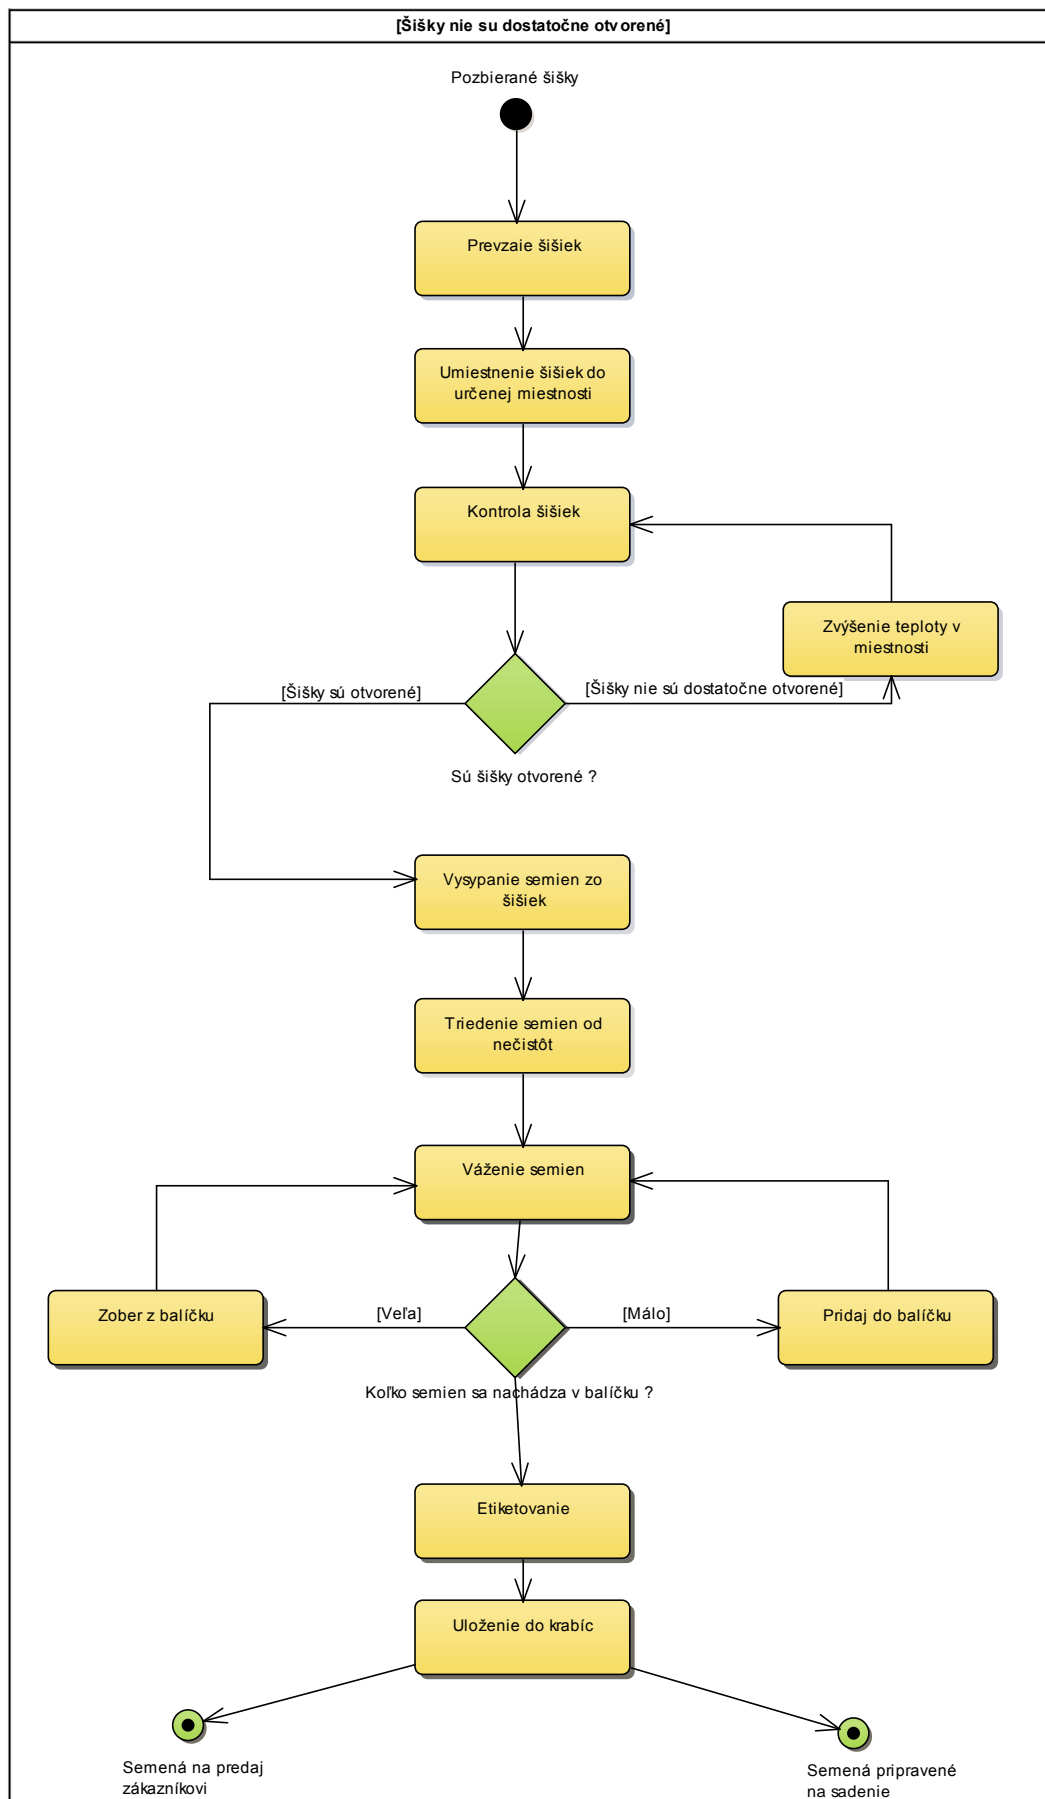 [Šišky nie su dostatočne otvorené]
Pozbierané šišky
Prevzaie šišiek
Umiestnenie šišiek do
určenej miestnosti
Kontrola šišiek
Zvýšenie teploty v
miestnosti
[Šišky sú otvorené]
[Šišky nie sú dostatočne otvorené]
Sú šišky otvorené ?
Vysypanie semien zo
šišiek
Triedenie semien od
nečistôt
Váženie semien
Zober z balíčku
[Veľa]
[Málo]
Pridaj do balíčku
Koľko semien sa nachádza v balíčku ?
Etiketovanie
Uloženie do krabíc
Semená na predaj
zákazníkovi
Semená pripravené
na sadenie